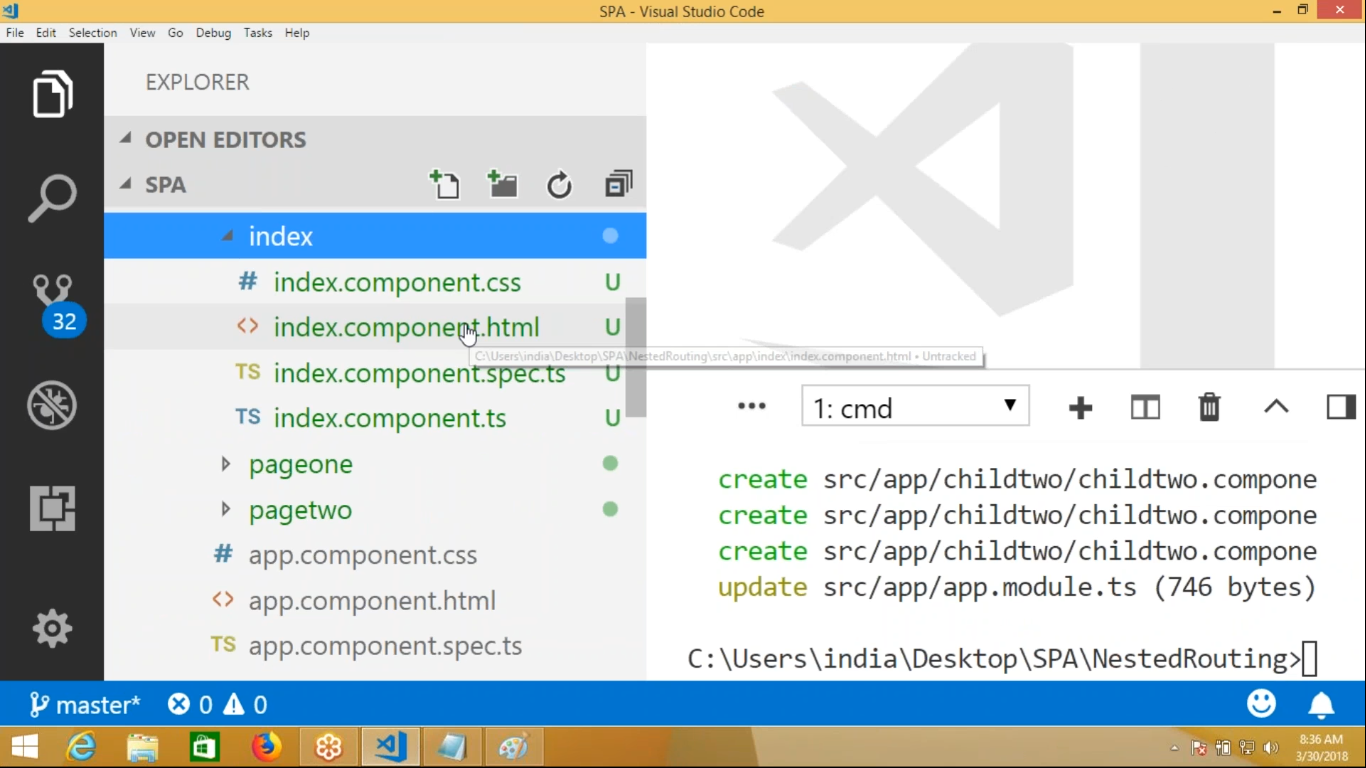 SPA - Visual Studio Code
File Edit Selection View Go Debug Tasks Help
EXPLORER
OPEN EDITORS
SPA
index
# index.component.css U
<> index.component.html U
C:\Users\india\Desktop\SPA\NestedRouting\src\app\index\index.component.html • Untracked
TS index.component.spec.ts U
TS index.component.ts U
pageone
pagetwo
# app.component.css
<> app.component.html
TS app.component.spec.ts
32
1: cmd
create src/app/childtwo/childtwo.compone
create src/app/childtwo/childtwo.compone
create src/app/childtwo/childtwo.compone
update src/app/app.module.ts (746 bytes)
C:\Users\india\Desktop\SPA\NestedRouting>
master* 0 0
8:36 AM
3/30/2018